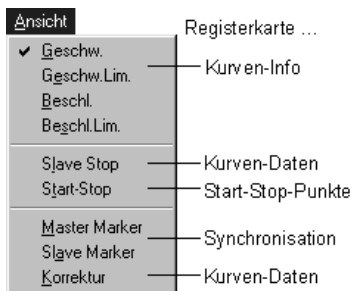 Ansicht
Registerkarte ...
Geschw.
Geschw.Lim.
Kurven-Info
Beschl.
Beschl.Lim.
Slave Stop
Kurven-Daten
Start-Stop
Start-Stop-Punkte
Master Marker
Synchronisation
Slave Marker
Korrektur
Kurven-Daten